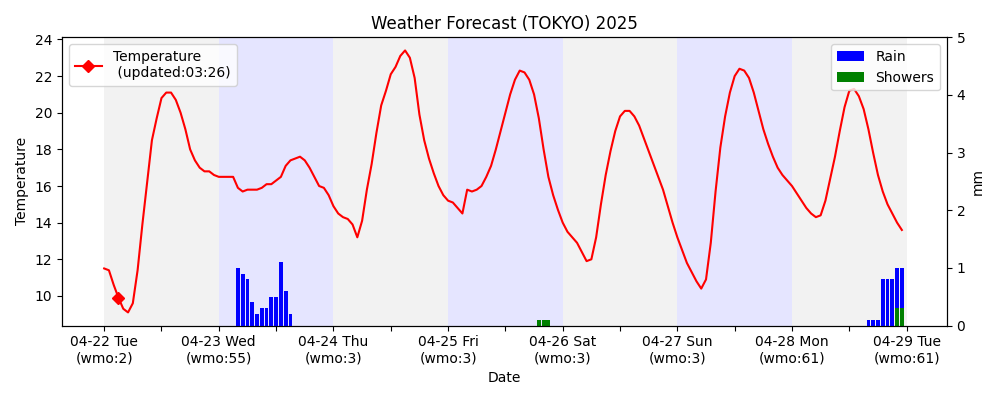 Weather Forecast (TOKYO) 2025
Temperature
(updated:03:26)
Rain
Showers
Temperature
24
22
20
18
16
14
12
10
5
4
3
2
1
0
mm
04-22 Tue
(wmo:2)
04-23 Wed
(wmo:55)
04-24 Thu
(wmo:3)
04-25 Fri
(wmo:3)
04-26 Sat
(wmo:3)
04-27 Sun
(wmo:3)
04-28 Mon
(wmo:61)
04-29 Tue
(wmo:61)
Date